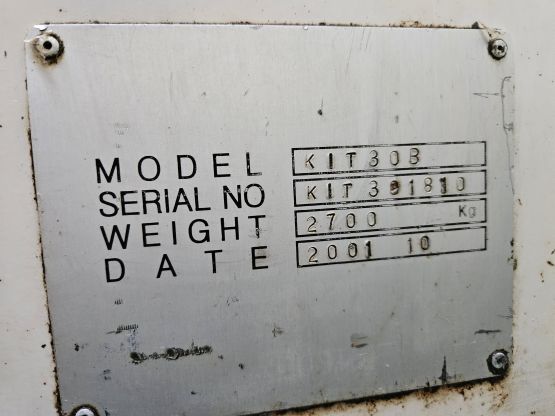 MODEL KIT30B
SERIAL NO
WEIGHT 2700 Kg
DATE 2001 10